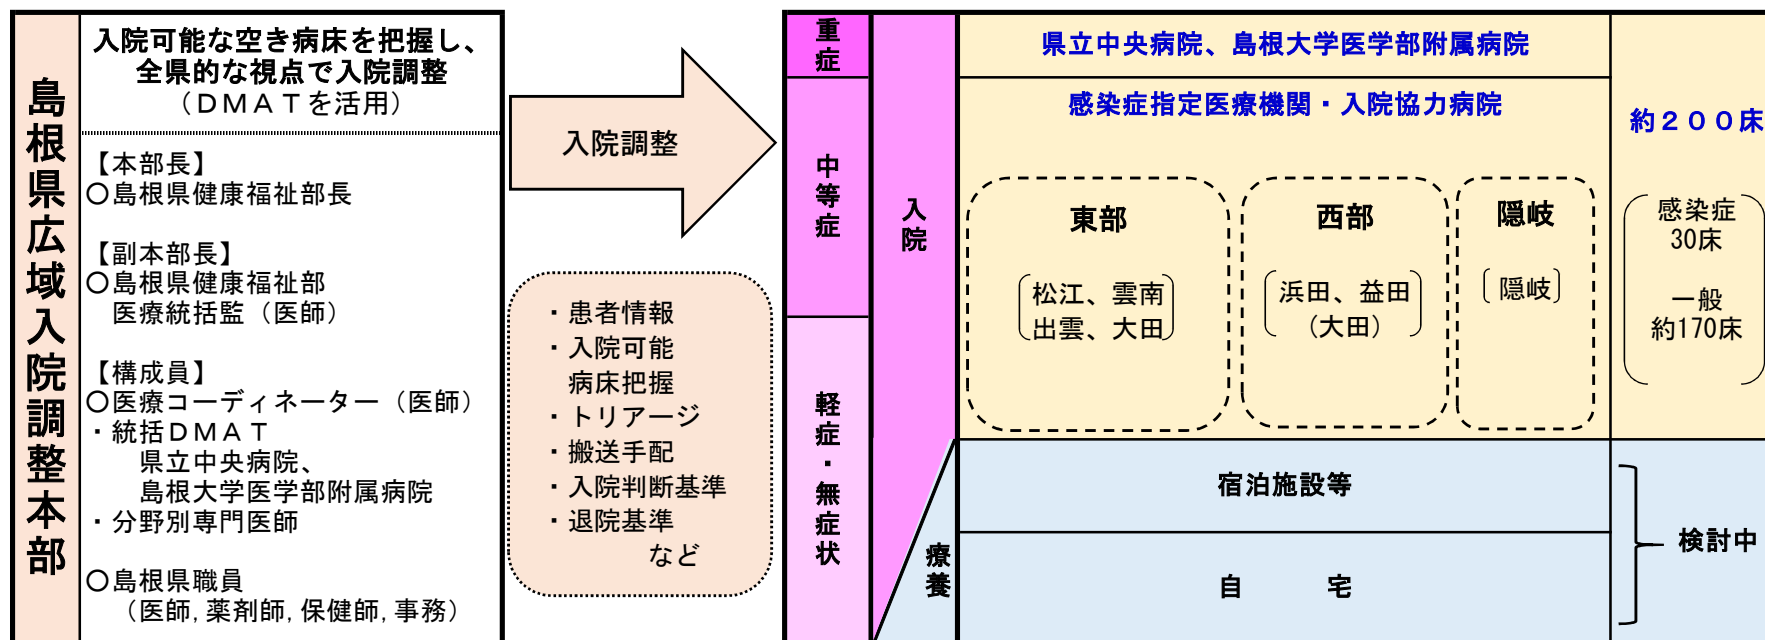 島根県広域入院調整本部
入院可能な空き病床を把握し、
全県的な視点で入院調整
（ＤＭＡＴを活用）
【本部長】
〇島根県健康福祉部長
【副本部長】
〇島根県健康福祉部
医療統括監（医師）
【構成員】
〇医療コーディネーター（医師）
・統括ＤＭＡＴ
県立中央病院、
島根大学医学部附属病院
・分野別専門医師
〇島根県職員
（医師,薬剤師,保健師,事務）
入院調整
・患者情報
・入院可能
病床把握
・トリアージ
・搬送手配
・入院判断基準
・退院基準
など
重症
中等症
軽症・無症状
入院
療養
県立中央病院、島根大学医学部附属病院
感染症指定医療機関・入院協力病院
東部
松江、雲南
出雲、大田
西部
浜田、益田
（大田）
隠岐
隠岐
約２００床
感染症
30床
一般
約170床
宿泊施設等
自　宅
検討中